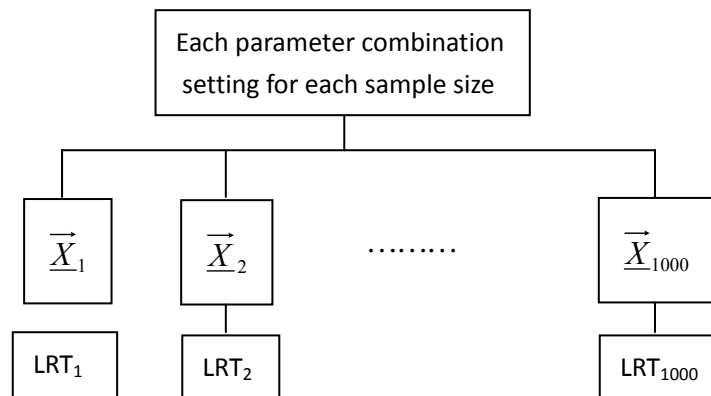 Each parameter combination
setting for each sample size
X₁ X₂ ……… X₁₀₀₀
LRT₁ LRT₂ LRT₁₀₀₀